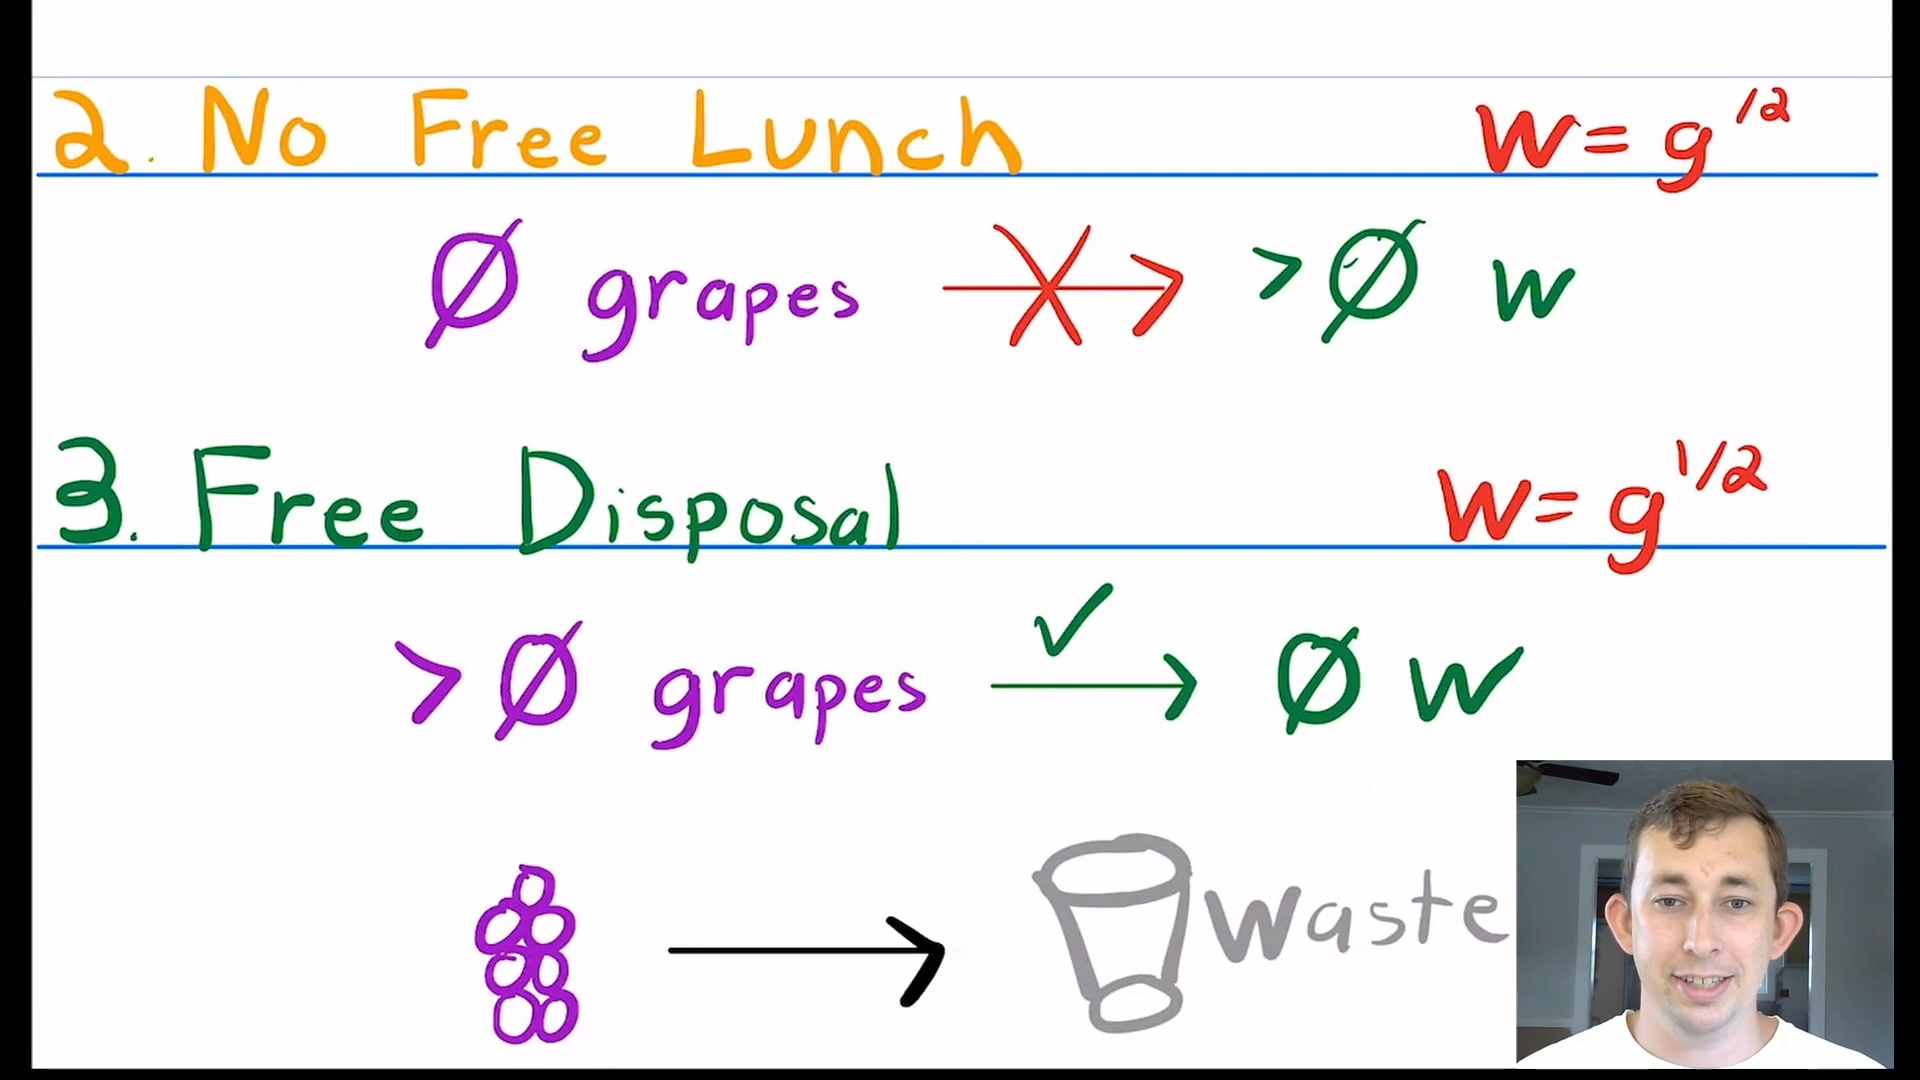 2. No Free Lunch w = g^1/2
Ø grapes → >Ø w
3. Free Disposal w = g^1/2
>Ø grapes ✓→ Ø w
→ Waste